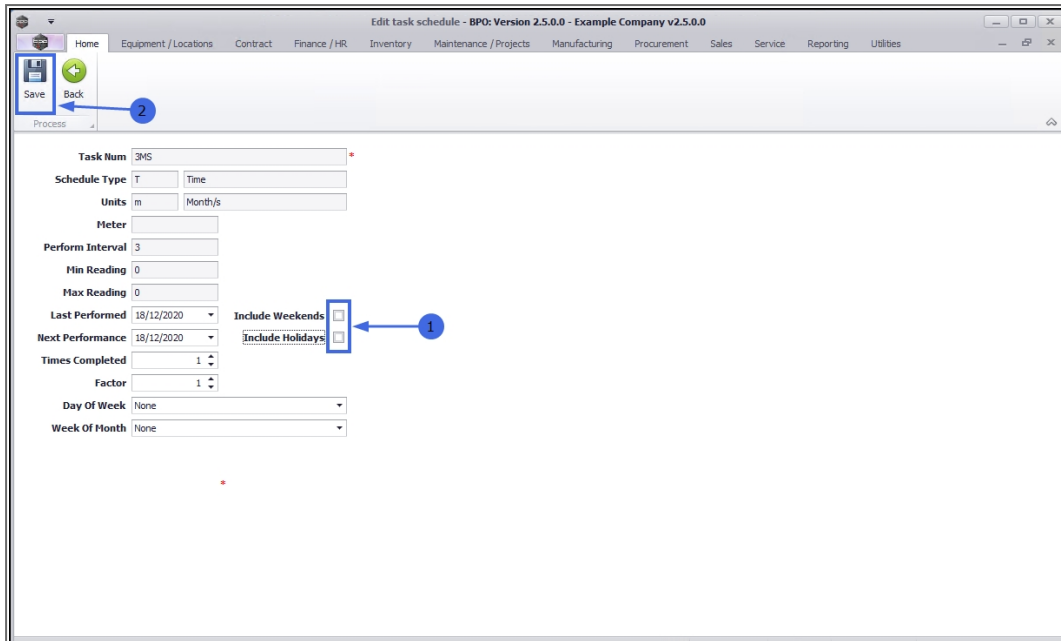 Edit task schedule - BPO: Version 2.5.0.0 - Example Company v2.5.0.0
Home Equipment / Locations Contract Finance / HR Inventory Maintenance / Projects Manufacturing Procurement Sales Service Reporting Utilities
Save Back
2
Process
Task Num 3MS *
Schedule Type T Time
Units m Month/s
Meter
Perform Interval 3
Min Reading 0
Max Reading 0
Last Performed 18/12/2020 Include Weekends
1
Next Performance 18/12/2020 Include Holidays
Times Completed 1
Factor 1
Day Of Week None
Week Of Month None
*